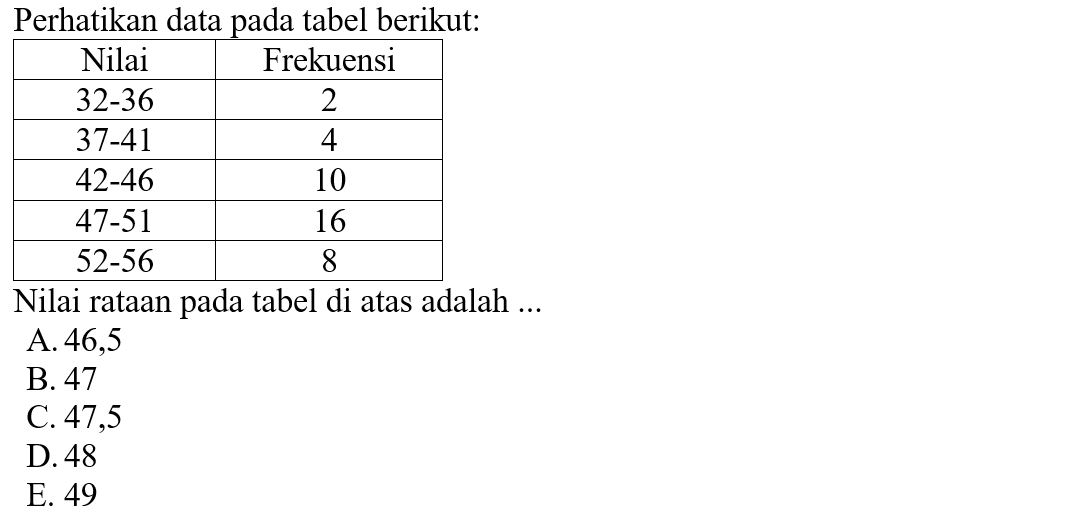 Perhatikan data pada tabel berikut:
Nilai Frekuensi
32-36 2
37-41 4
42-46 10
47-51 16
52-56 8
Nilai rataan pada tabel di atas adalah ...
A. 46,5
B. 47
C. 47,5
D. 48
E. 49